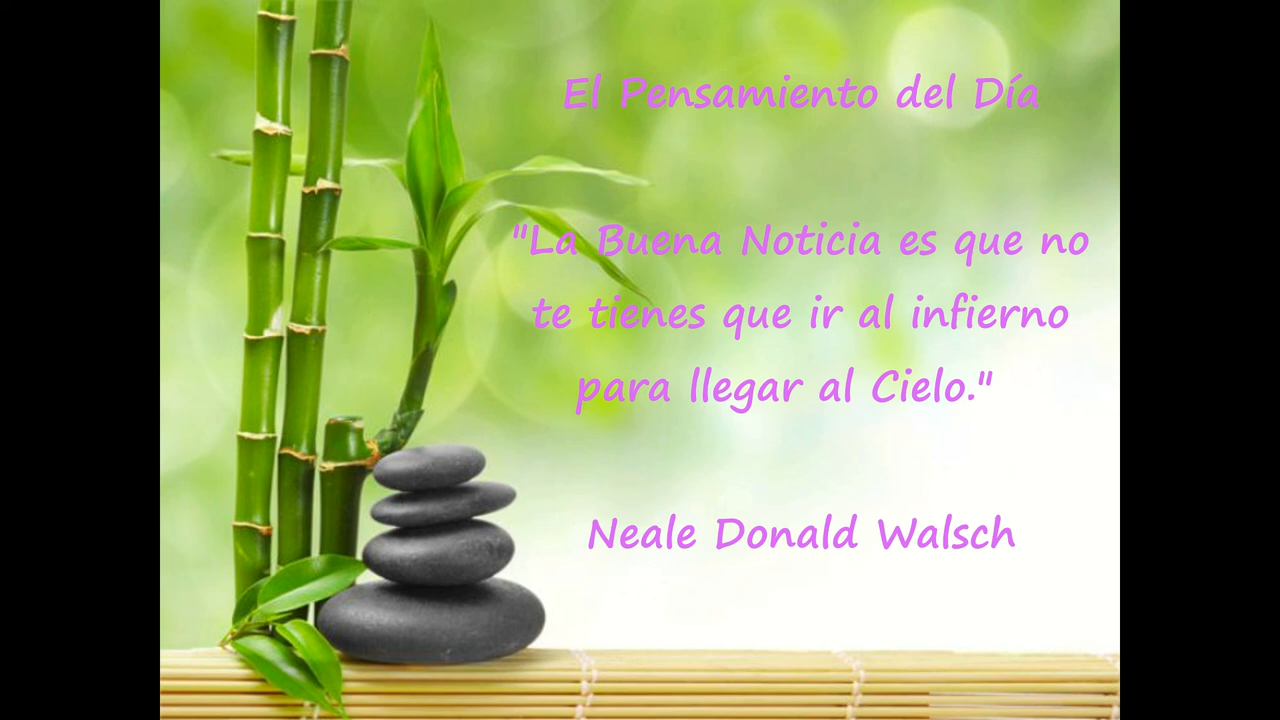 El Pensamiento del Día
"La Buena Noticia es que no
te tienes que ir al infierno
para llegar al Cielo."
Neale Donald Walsch